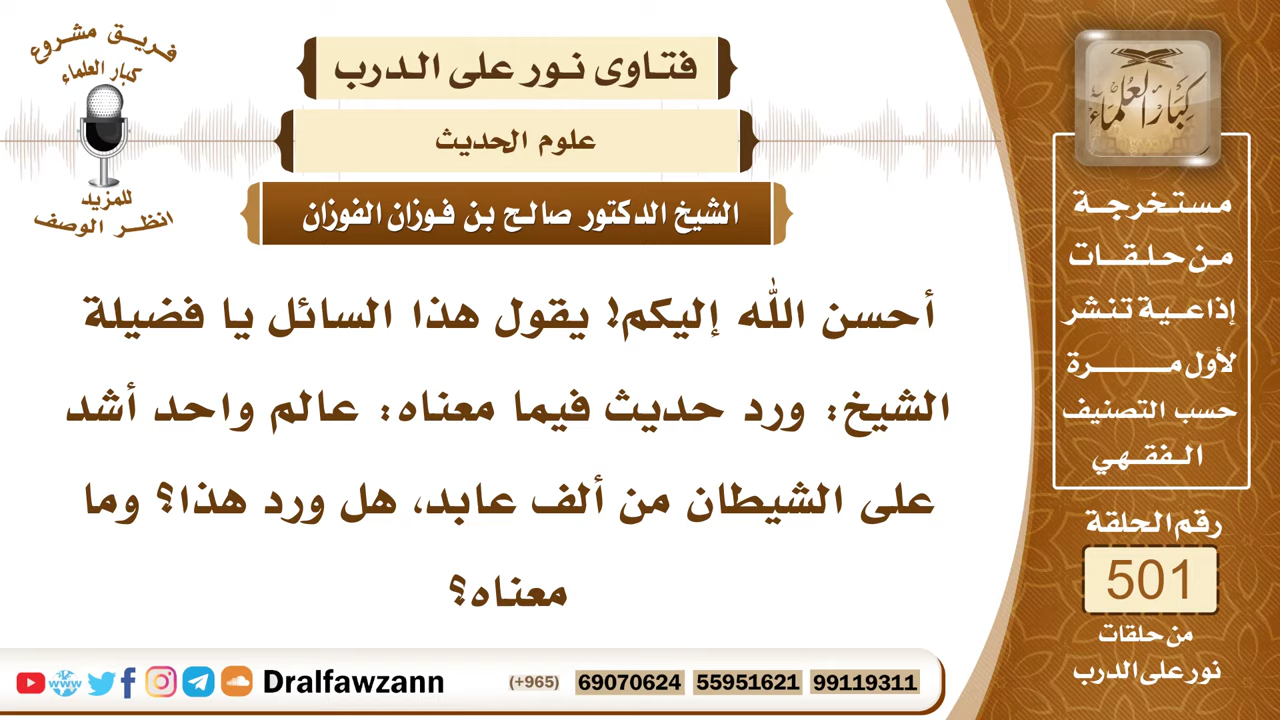 فريق مشروع
كبار العلماء
للمزيد
انظر الوصف
فتاوى نور على الدرب
علوم الحديث
الشيخ الدكتور صالح بن فوزان الفوزان
أحسن الله إليكم! يقول هذا السائل يا فضيلة
الشيخ: ورد حديث فيما معناه: عالم واحد أشد
على الشيطان من ألف عابد، هل ورد هذا؟ وما
معناه؟
كبار العلماء
مستخرجة
من حلقات
إذاعية تنشر
لأول مرة
حسب التصنيف
الفقهي
رقم الحلقة
501
من حلقات
نور على الدرب
www Dralfawzann (+965) 69070624 55951621 99119311